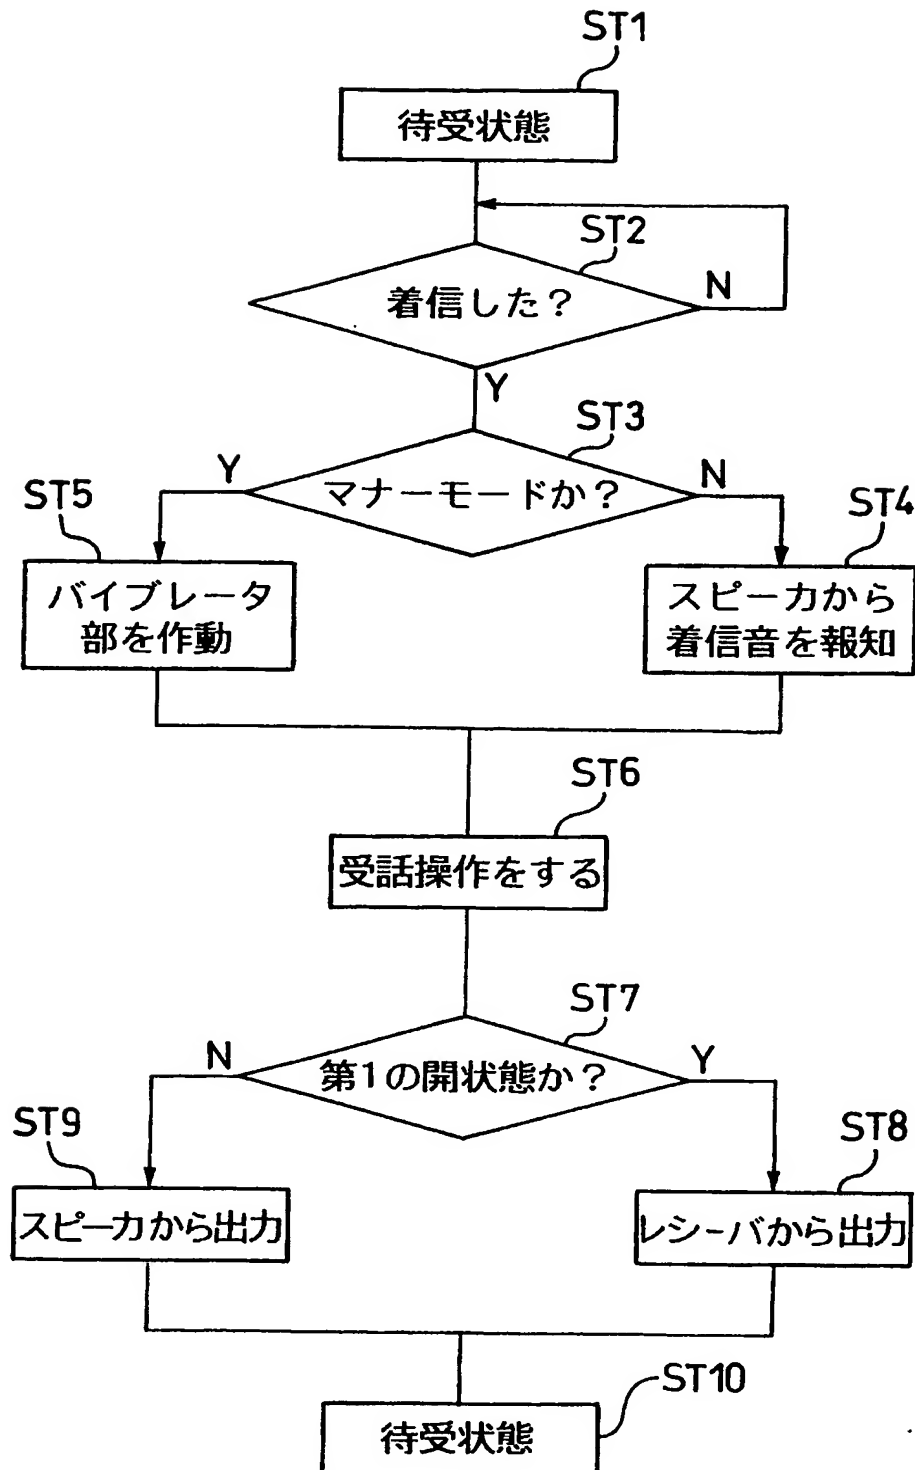 ST1
待受状態
ST2
着信した?
N
Y
ST3
マナーモードか?
Y
N
ST5
バイブレータ
部を作動
ST4
スピーカから
着信音を報知
ST6
受話操作をする
ST7
第1の開状態か?
N
Y
ST9
スピーカから出力
ST8
レシーバから出力
ST10
待受状態